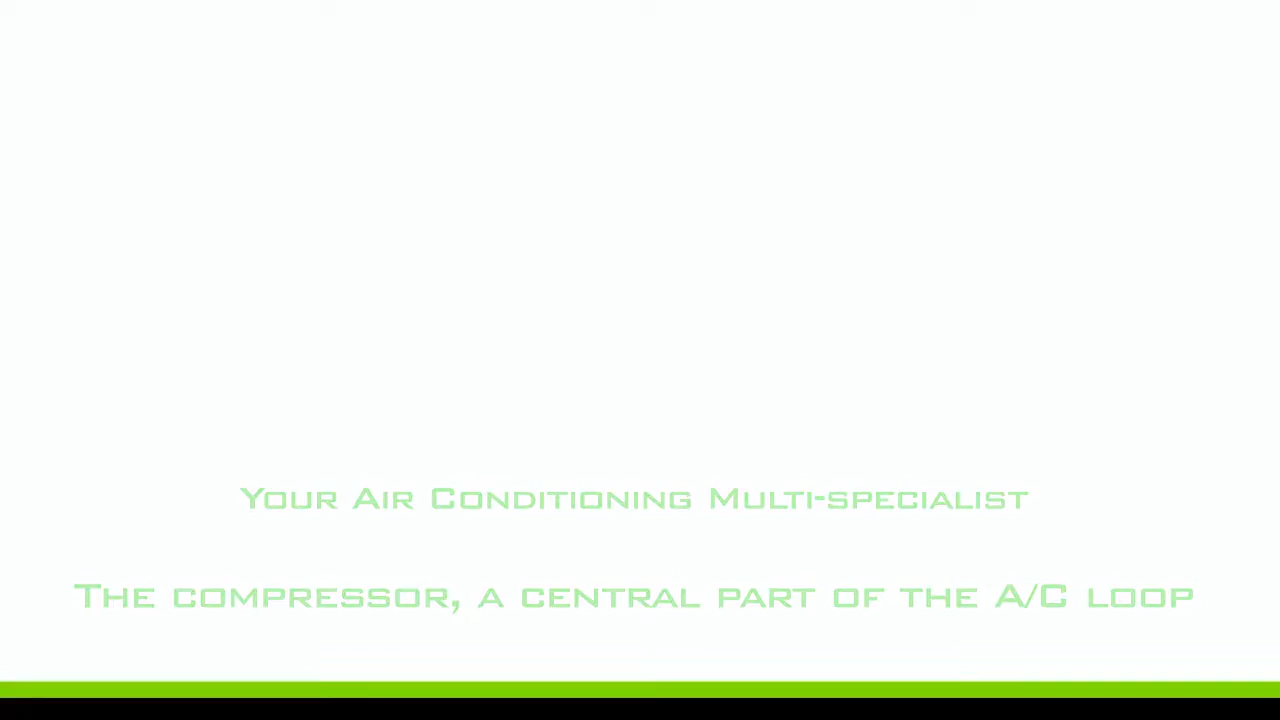 Your Air Conditioning Multi-specialist
The compressor, a central part of the A/C loop